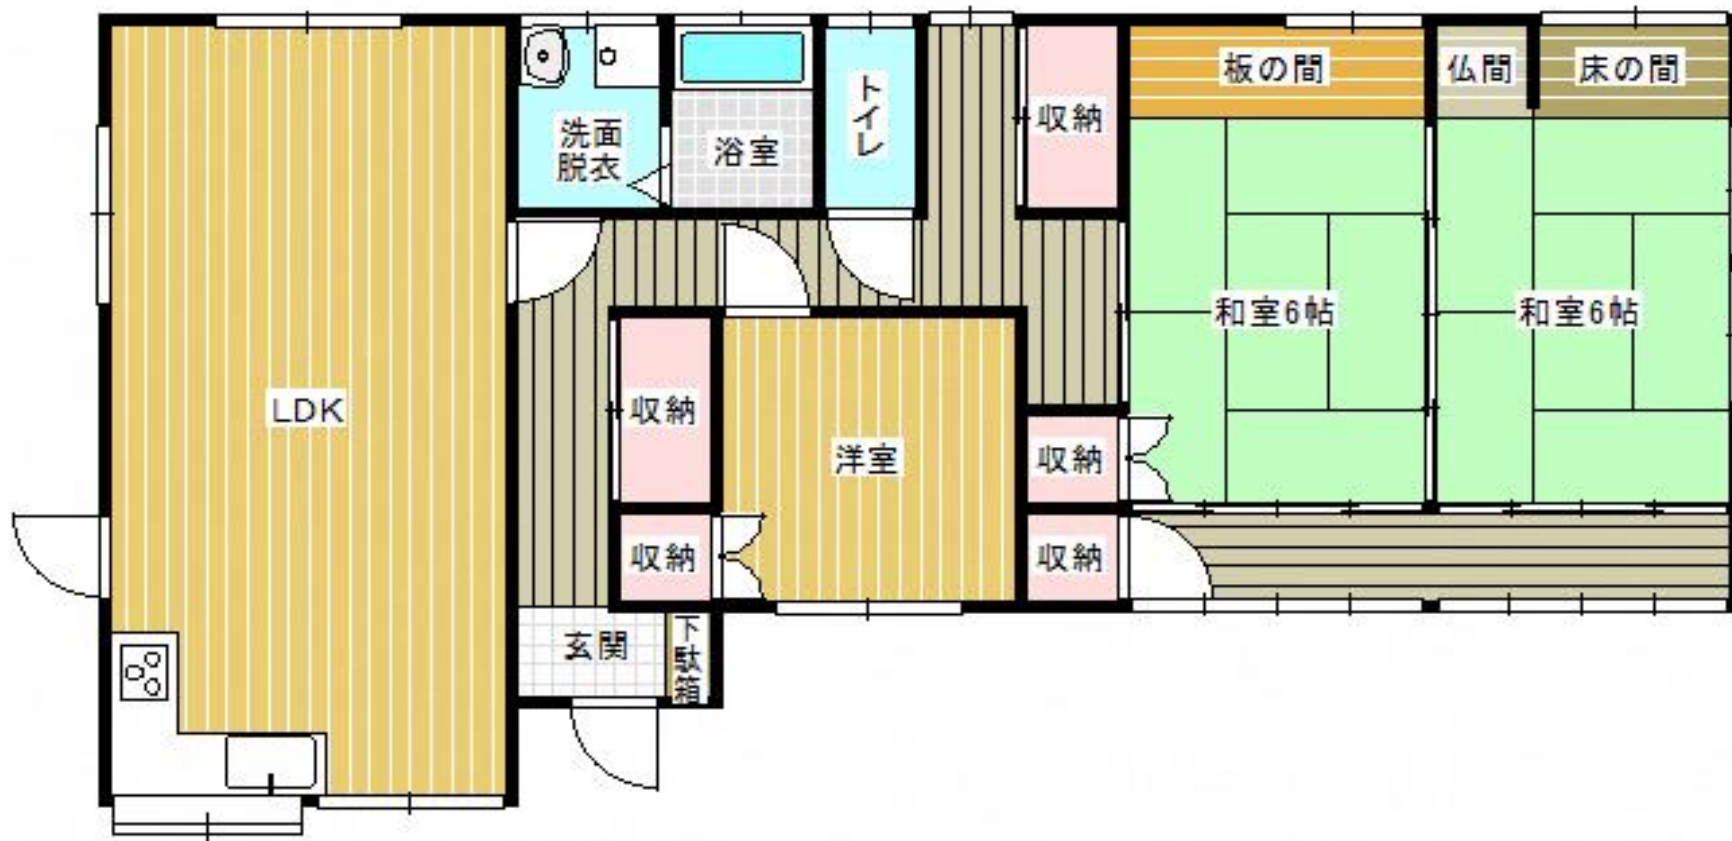 板の間
仏間
床の間
トイレ
収納
洗面
脱衣
浴室
和室6帖
和室6帖
LDK
収納
洋室
収納
収納
収納
玄関
下駄箱